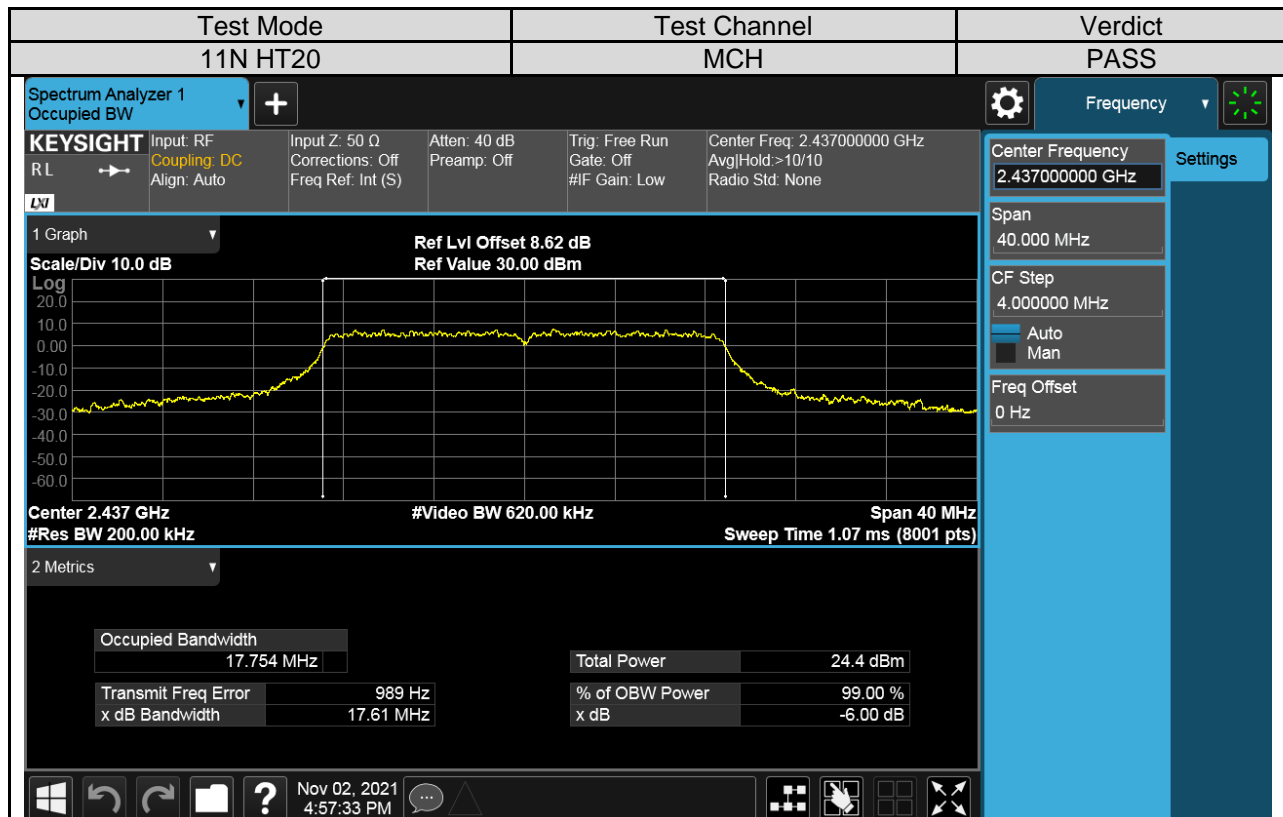 Test Mode Test Channel Verdict
11N HT20 MCH PASS
Spectrum Analyzer 1
Occupied BW
+
Frequency
KEYSIGHT Input: RF Input Z: 50 Ω Atten: 40 dB Trig: Free Run Center Freq: 2.437000000 GHz
RL Coupling: DC Corrections: Off Preamp: Off Gate: Off Avg|Hold:>10/10
Align: Auto Freq Ref: Int (S) #IF Gain: Low Radio Std: None
LXI
Center Frequency
2.437000000 GHz
Settings
Span
40.000 MHz
CF Step
4.000000 MHz
Auto
Man
Freq Offset
0 Hz
1 Graph
Ref Lvl Offset 8.62 dB
Scale/Div 10.0 dB Ref Value 30.00 dBm
Log
20.0
10.0
0.00
-10.0
-20.0
-30.0
-40.0
-50.0
-60.0
Center 2.437 GHz #Video BW 620.00 kHz Span 40 MHz
#Res BW 200.00 kHz Sweep Time 1.07 ms (8001 pts)
2 Metrics
Occupied Bandwidth
17.754 MHz Total Power 24.4 dBm
Transmit Freq Error 989 Hz % of OBW Power 99.00 %
x dB Bandwidth 17.61 MHz x dB -6.00 dB
? Nov 02, 2021
4:57:33 PM